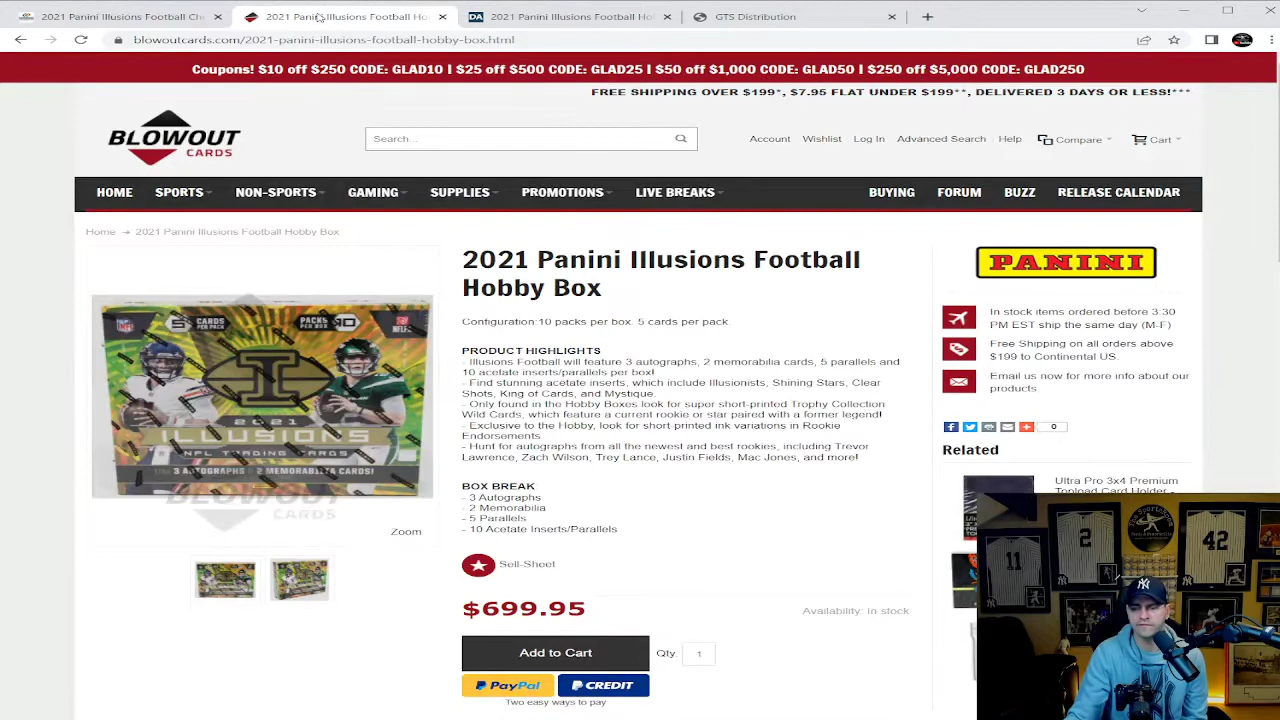 2021 Panini Illusions Football Ch
2021 Panini Illusions Football Ho
DA 2021 Panini Illusions Football Ho
GTS Distribution
blowoutcards.com/2021-panini-illusions-football-hobby-box.html
Coupons! $10 off $250 CODE: GLAD10 | $25 off $500 CODE: GLAD25 | $50 off $1,000 CODE: GLAD50 | $250 off $5,000 CODE: GLAD250
FREE SHIPPING OVER $199*, $7.95 FLAT UNDER $199**, DELIVERED 3 DAYS OR LESS!***
BLOWOUT CARDS
Search...
Account Wishlist Log In Advanced Search Help Compare Cart
HOME SPORTS NON-SPORTS GAMING SUPPLIES PROMOTIONS LIVE BREAKS BUYING FORUM BUZZ RELEASE CALENDAR
Home → 2021 Panini Illusions Football Hobby Box
5 CARDS PER PACK
PACKS PER BOX 10
NFL
I
2021
ILLUSIONS
NFL TRADING CARDS
3 AUTOGRAPHS & 2 MEMORABILIA CARDS!
BLOWOUT
CARDS
Zoom
2021 Panini Illusions Football
Hobby Box
Configuration:10 packs per box. 5 cards per pack.
PRODUCT HIGHLIGHTS
- Illusions Football will feature 3 autographs, 2 memorabilia cards, 5 parallels and
10 acetate inserts/parallels per box!
- Find stunning acetate inserts, which include Illusionists, Shining Stars, Clear
Shots, King of Cards, and Mystique.
- Only found in the Hobby Boxes look for super short-printed Trophy Collection
Wild Cards, which feature a current rookie or star paired with a former legend!
- Exclusive to the Hobby, look for short-printed ink variations in Rookie
Endorsements.
- Hunt for autographs from all the newest and best rookies, including Trevor
Lawrence, Zach Wilson, Trey Lance, Justin Fields, Mac Jones, and more!
BOX BREAK
- 3 Autographs
- 2 Memorabilia
- 5 Parallels
- 10 Acetate Inserts/Parallels
Sell-Sheet
$699.95
Availability: In stock
Add to Cart
Qty:
1
PayPal
CREDIT
Two easy ways to pay
PANINI
In stock items ordered before 3:30
PM EST ship the same day (M-F)
Free Shipping on all orders above
$199 to Continental US.
Email us now for more info about our
products.
0
Related
Ultra Pro 3x4 Premium
Topload Card Holder -
11
2
42